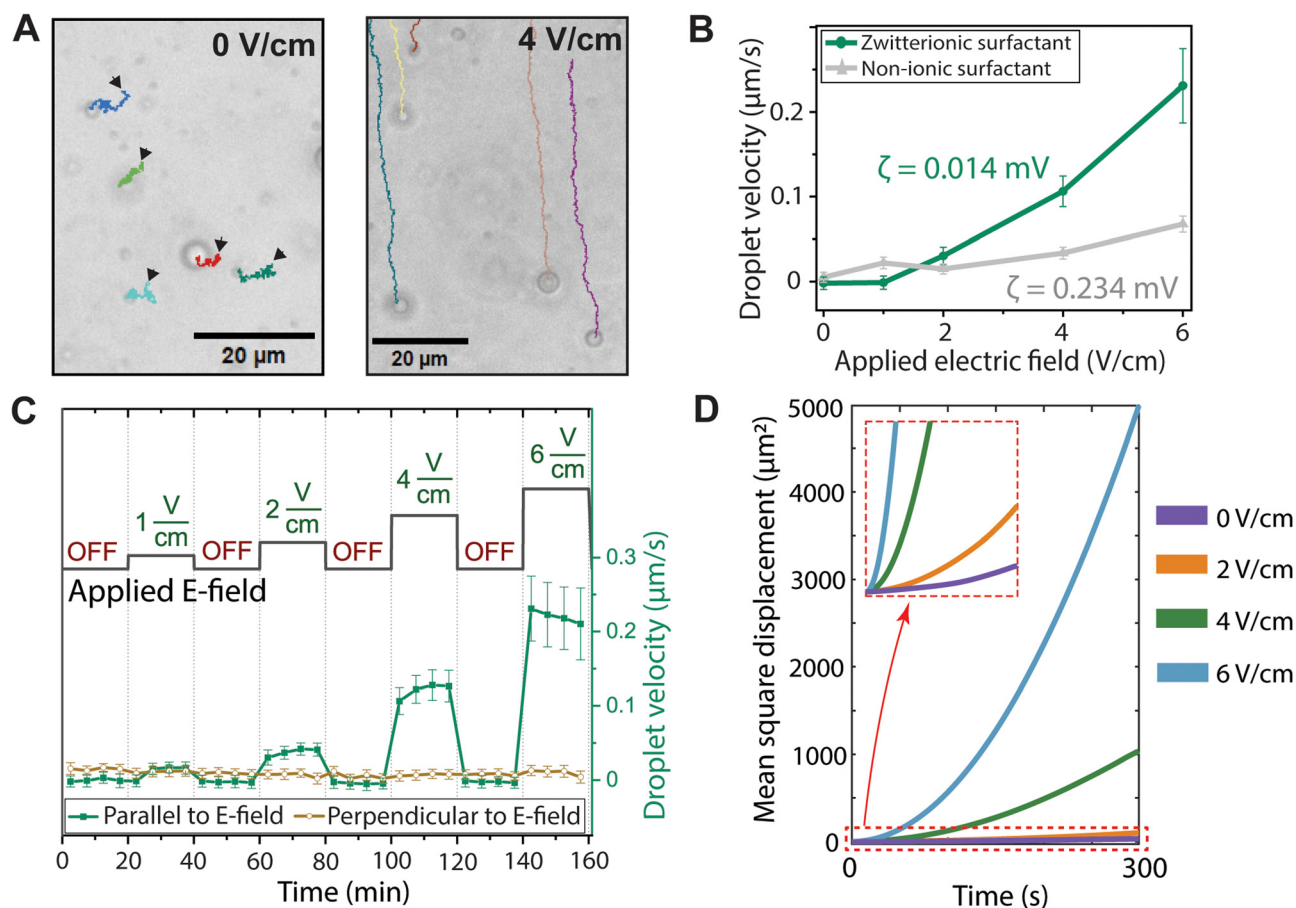 A
0 V/cm
20 µm
4 V/cm
20 µm
B
Zwitterionic surfactant
Non-ionic surfactant
Droplet velocity (µm/s)
0.2
0.1
0
ζ = 0.014 mV
ζ = 0.234 mV
0 2 4 6
Applied electric field (V/cm)
C
OFF
1 V/cm
OFF
2 V/cm
OFF
4 V/cm
OFF
6 V/cm
Applied E-field
0.3
0.2
0.1
0
Droplet velocity (µm/s)
Parallel to E-field
Perpendicular to E-field
0 20 40 60 80 100 120 140 160
Time (min)
D
Mean square displacement (µm²)
5000
4000
3000
2000
1000
0
0 300
Time (s)
0 V/cm
2 V/cm
4 V/cm
6 V/cm